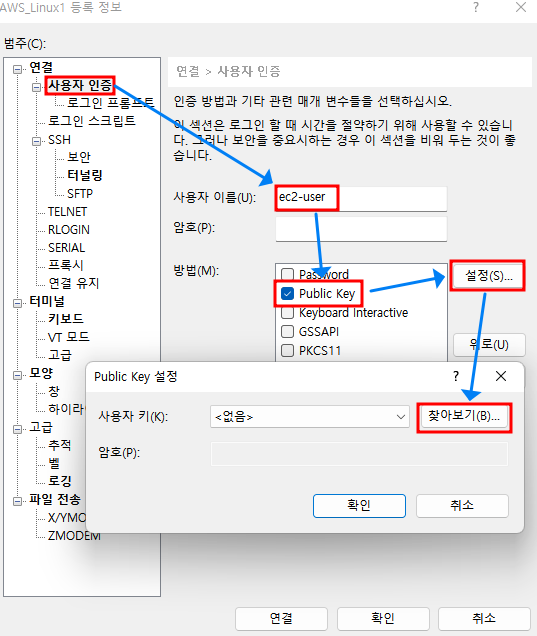 AWS_Linux1 등록 정보
?
범주(C):
연결
사용자 인증
로그인 프롬프트
로그인 스크립트
SSH
보안
터널링
SFTP
TELNET
RLOGIN
SERIAL
프록시
연결 유지
터미널
키보드
VT 모드
고급
모양
창
하이라이
고급
추적
벨
로깅
파일 전송
X/YMO
ZMODEM
연결 > 사용자 인증
인증 방법과 기타 관련 매개 변수들을 선택하십시오.
이 섹션은 로그인 할 때 시간을 절약하기 위해 사용할 수 있습니
다. 그러나 보안을 중요시하는 경우 이 섹션을 비워 두는 것이 좋
습니다.
사용자 이름(U):
ec2-user
암호(P):
방법(M):
Password
Public Key
Keyboard Interactive
GSSAPI
PKCS11
설정(S)...
위로(U)
Public Key 설정
?
사용자 키(K):
<없음>
찾아보기(B)...
암호(P):
확인
취소
연결
확인
취소